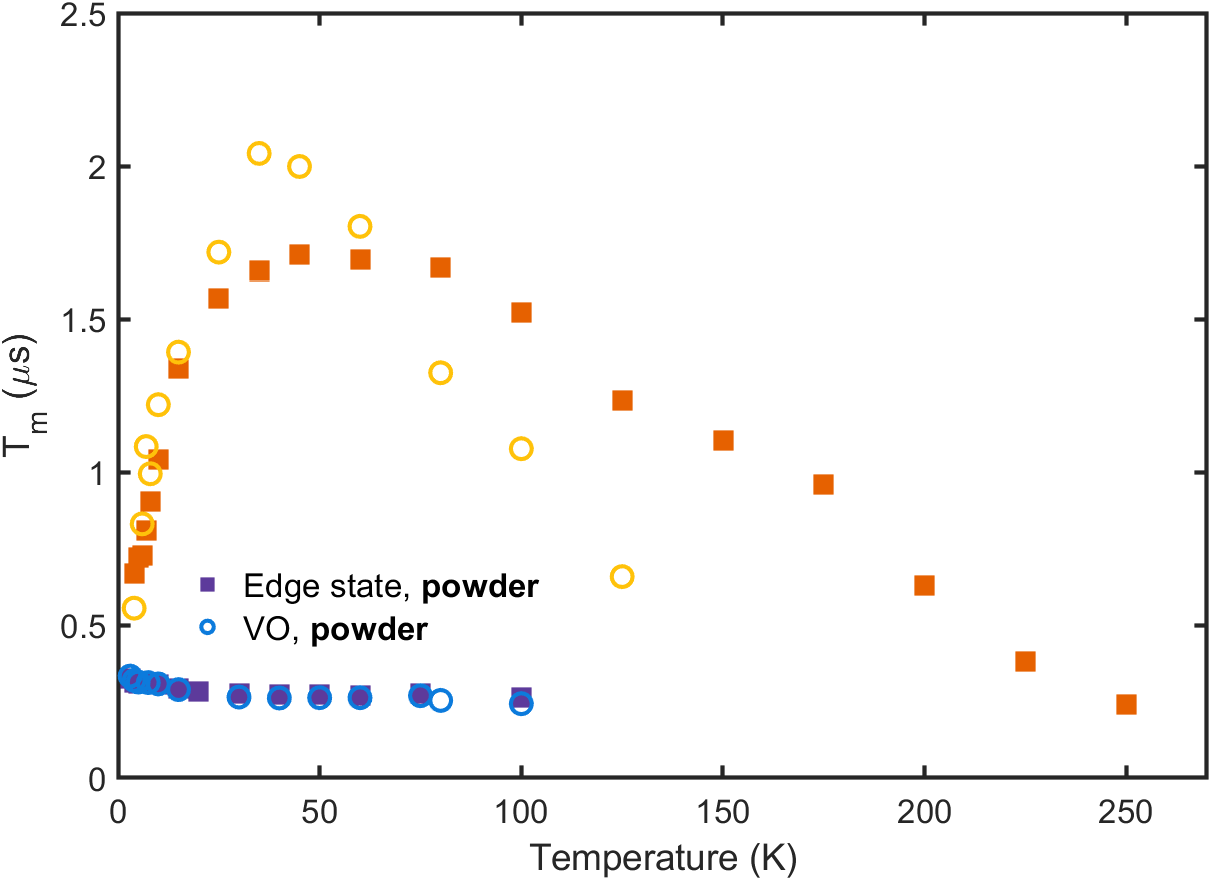 2.5
2
1.5
1
0.5
0
T_m (μs)
Edge state, powder
VO, powder
0 50 100 150 200 250
Temperature (K)